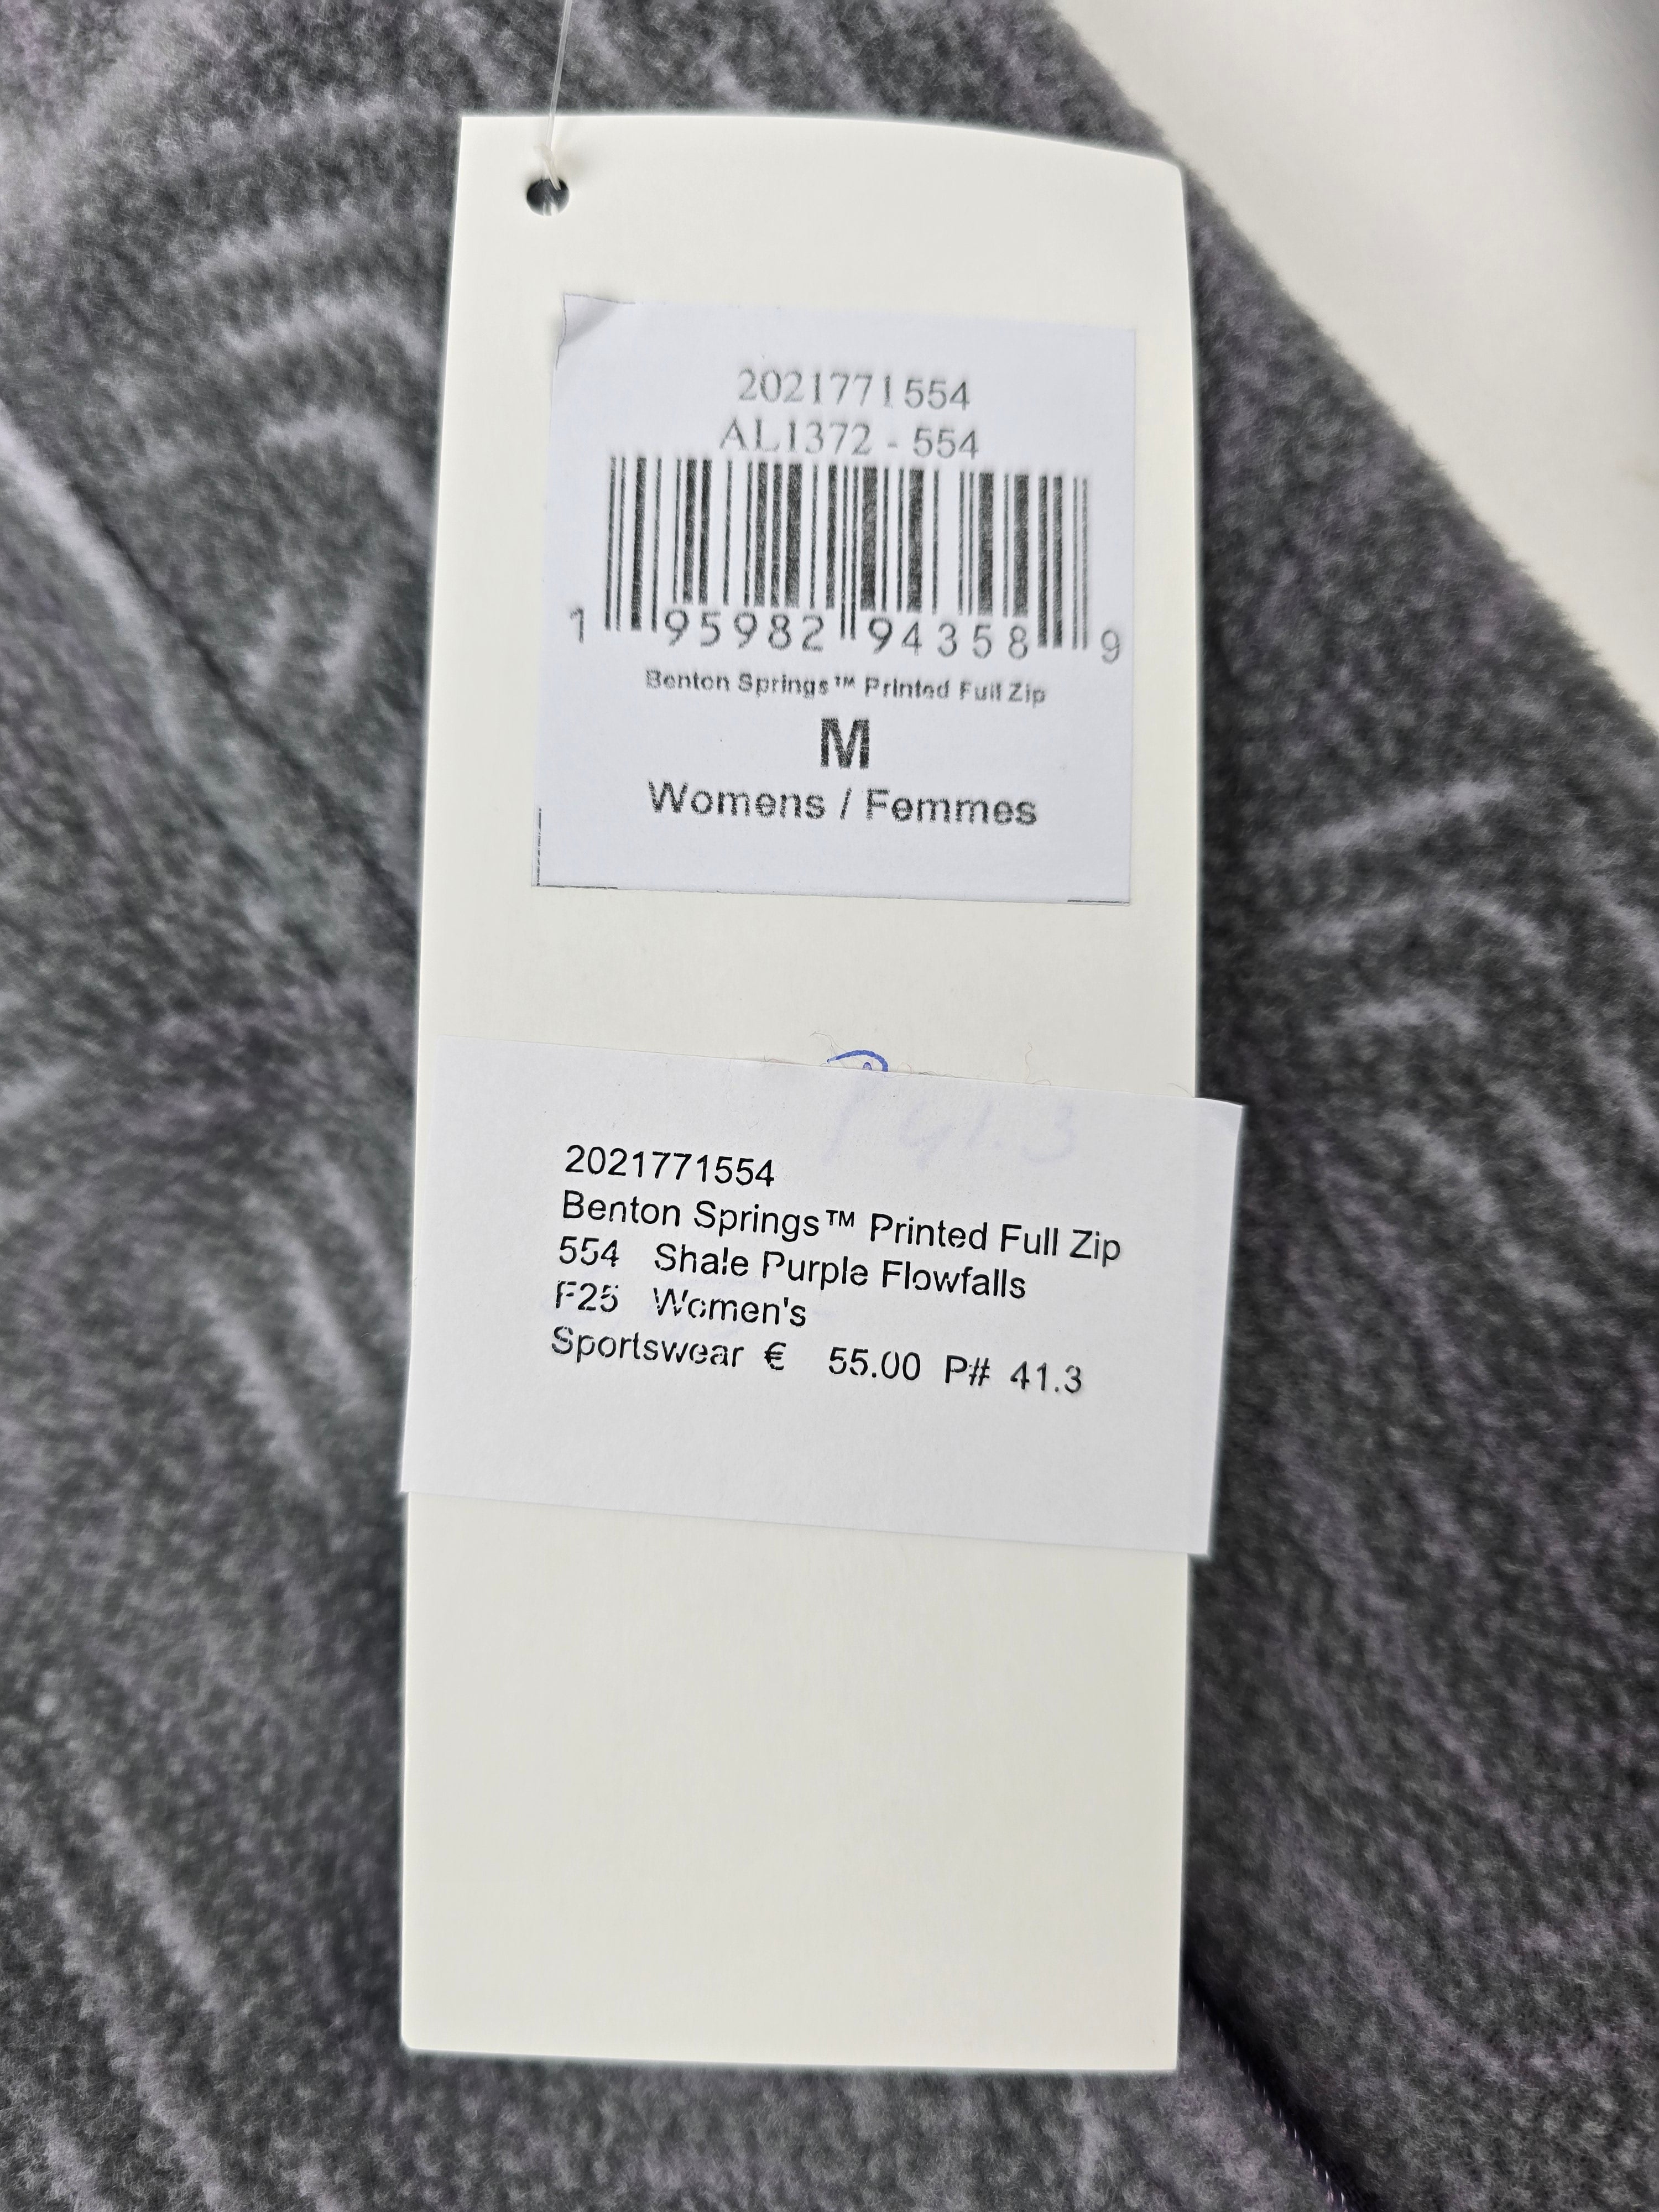 2021771554
AL1372 - 554
1 95982 94358 9
Benton Springs™ Printed Full Zip
M
Womens / Femmes
2021771554
Benton Springs™ Printed Full Zip
554 Shale Purple Flowfalls
F25 Women's
Sportswear € 55.00 P# 41.3